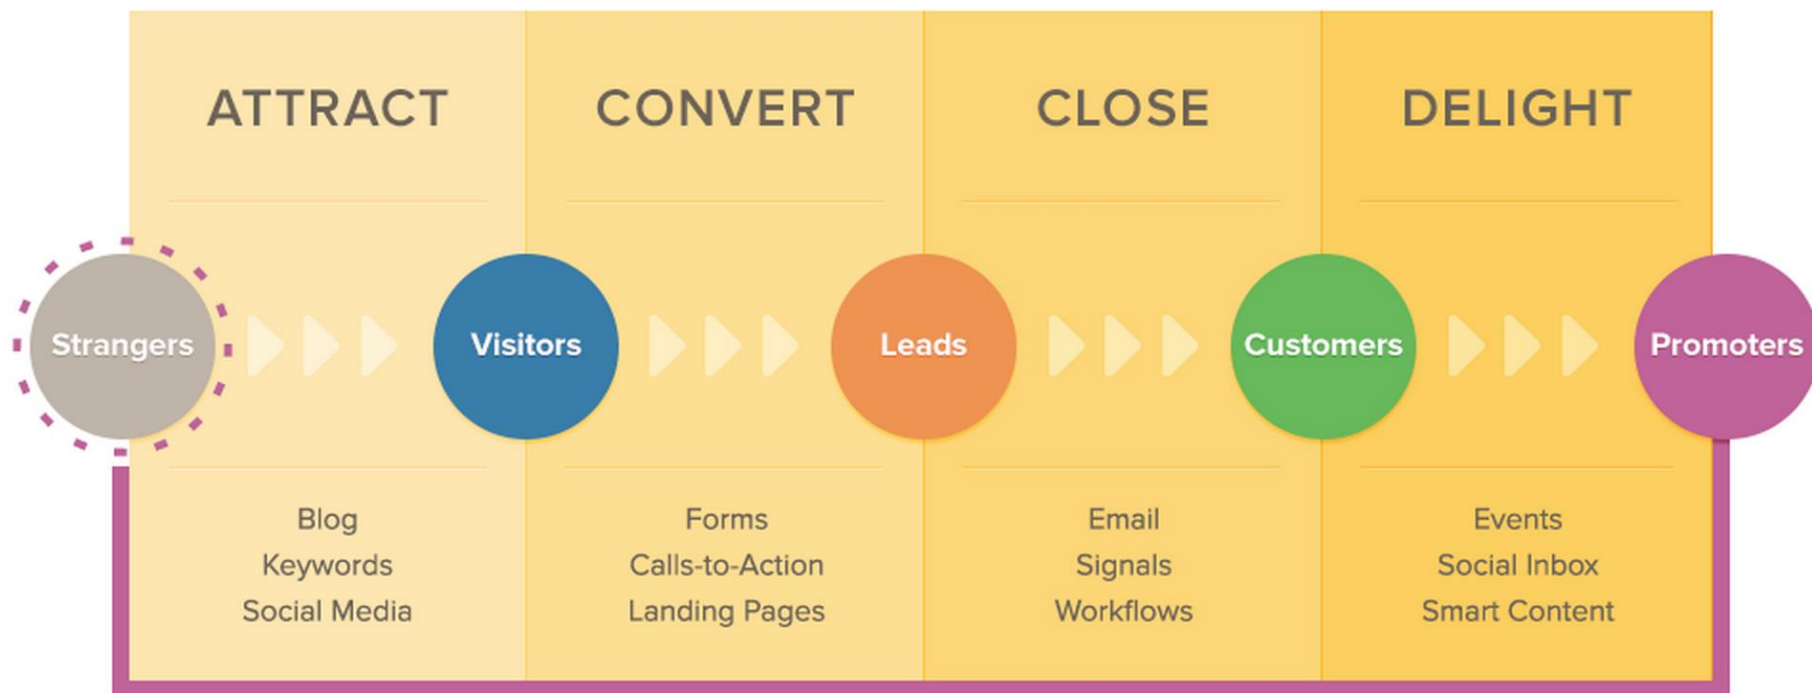 ATTRACT CONVERT CLOSE DELIGHT
Strangers Visitors Leads Customers Promoters
Blog Forms Email Events
Keywords Calls-to-Action Signals Social Inbox
Social Media Landing Pages Workflows Smart Content